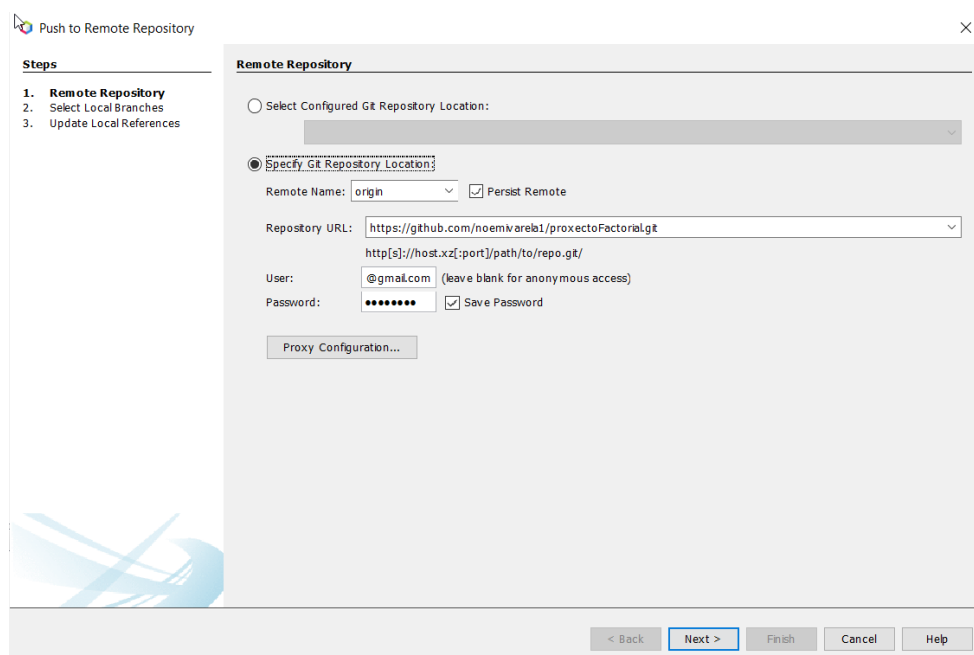 Push to Remote Repository
Steps
1. Remote Repository
2. Select Local Branches
3. Update Local References
Remote Repository
Select Configured Git Repository Location:
Specify Git Repository Location:
Remote Name: origin Persist Remote
Repository URL: https://github.com/noemivarela1/proxectoFactorial.git
http[s]://host.xz[:port]/path/to/repo.git/
User: @gmail.com (leave blank for anonymous access)
Password: ●●●●●●●● Save Password
Proxy Configuration...
< Back Next > Finish Cancel Help